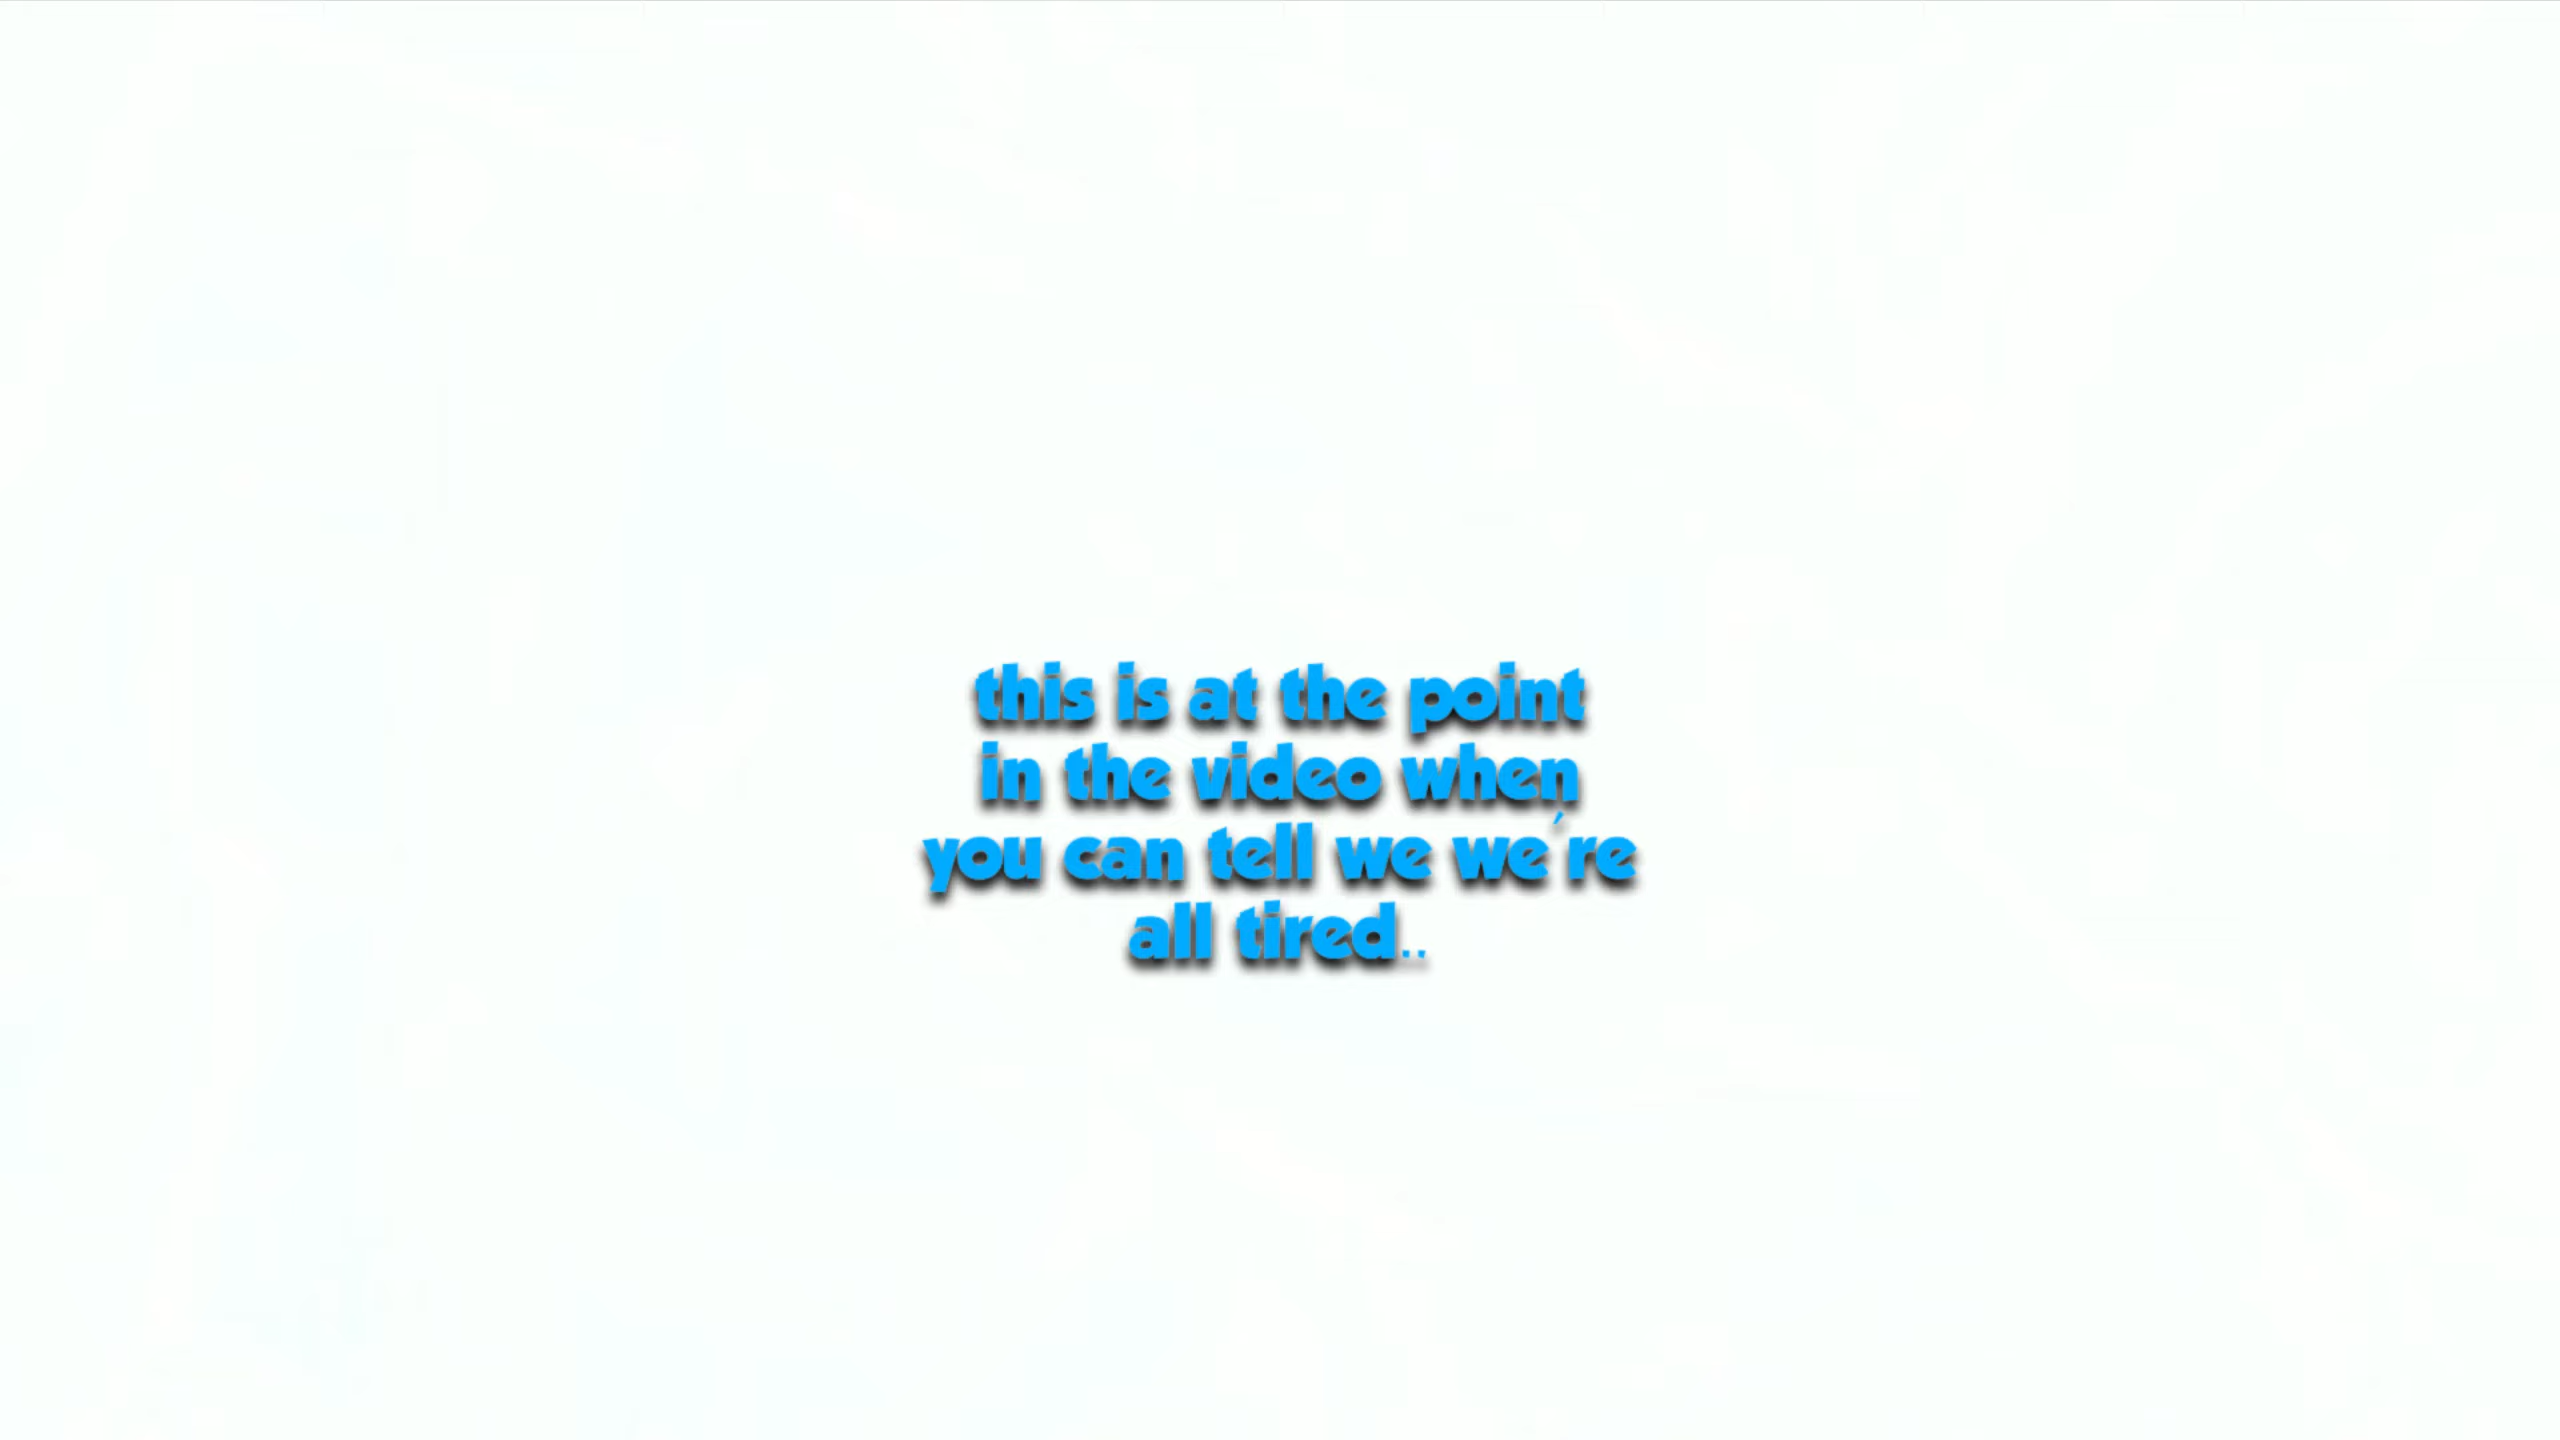 this is at the point
in the video when
you can tell we we're
all tired..